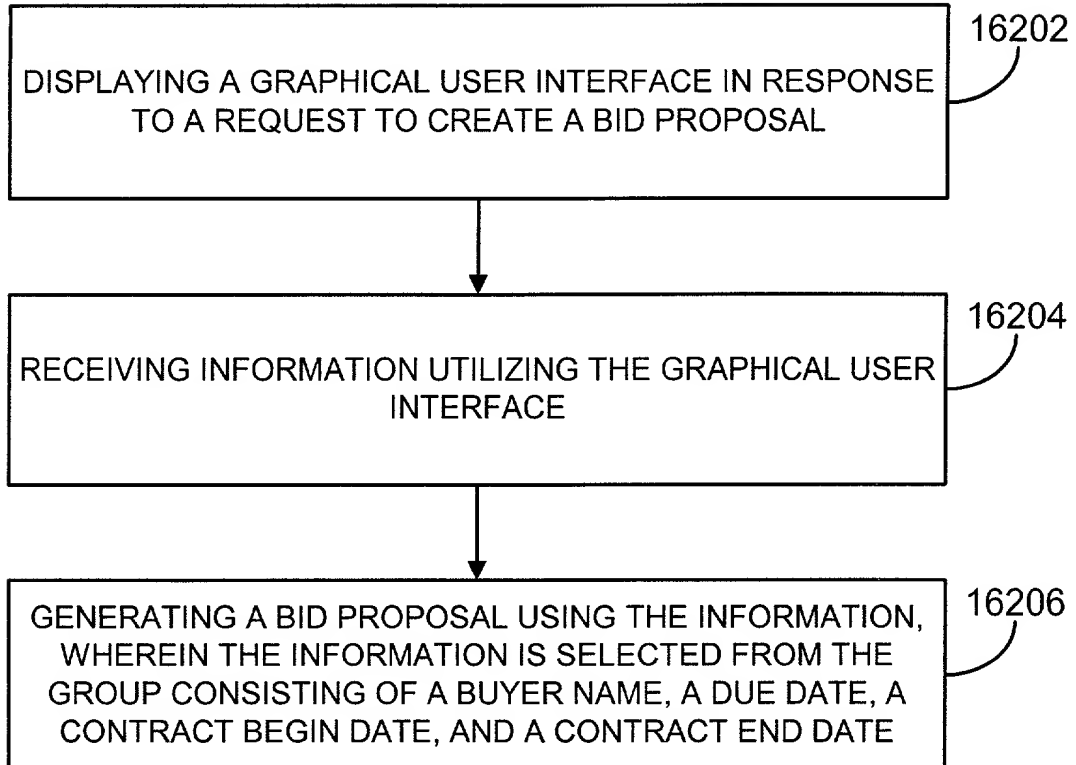 16202
DISPLAYING A GRAPHICAL USER INTERFACE IN RESPONSE
TO A REQUEST TO CREATE A BID PROPOSAL
16204
RECEIVING INFORMATION UTILIZING THE GRAPHICAL USER
INTERFACE
16206
GENERATING A BID PROPOSAL USING THE INFORMATION,
WHEREIN THE INFORMATION IS SELECTED FROM THE
GROUP CONSISTING OF A BUYER NAME, A DUE DATE, A
CONTRACT BEGIN DATE, AND A CONTRACT END DATE